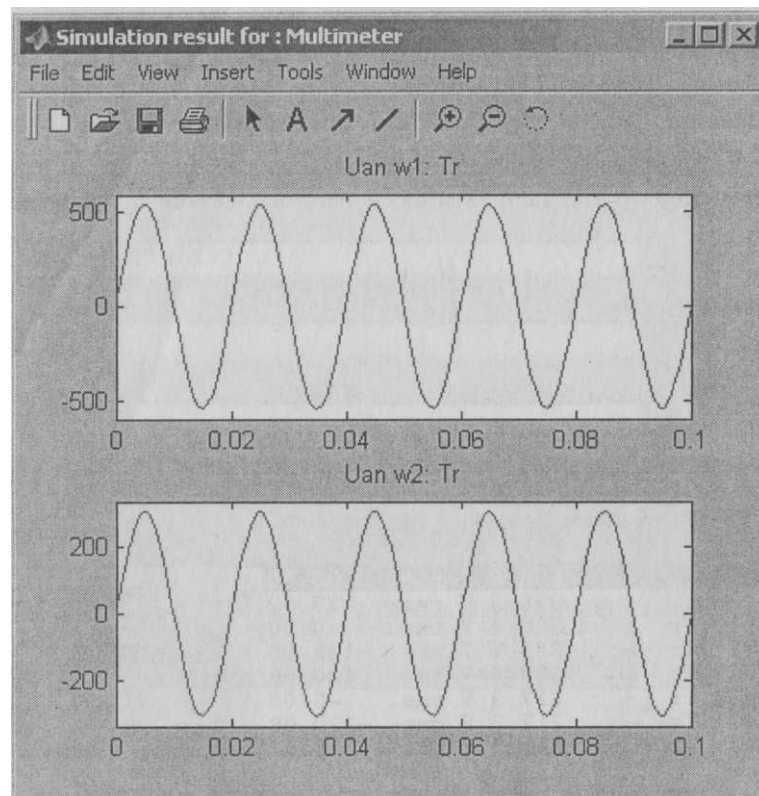 Simulation result for : Multimeter
File Edit View Insert Tools Window Help
A
Uan w1: Tr
500
0
-500
0 0.02 0.04 0.06 0.08 0.1
Uan w2: Tr
200
0
-200
0 0.02 0.04 0.06 0.08 0.1